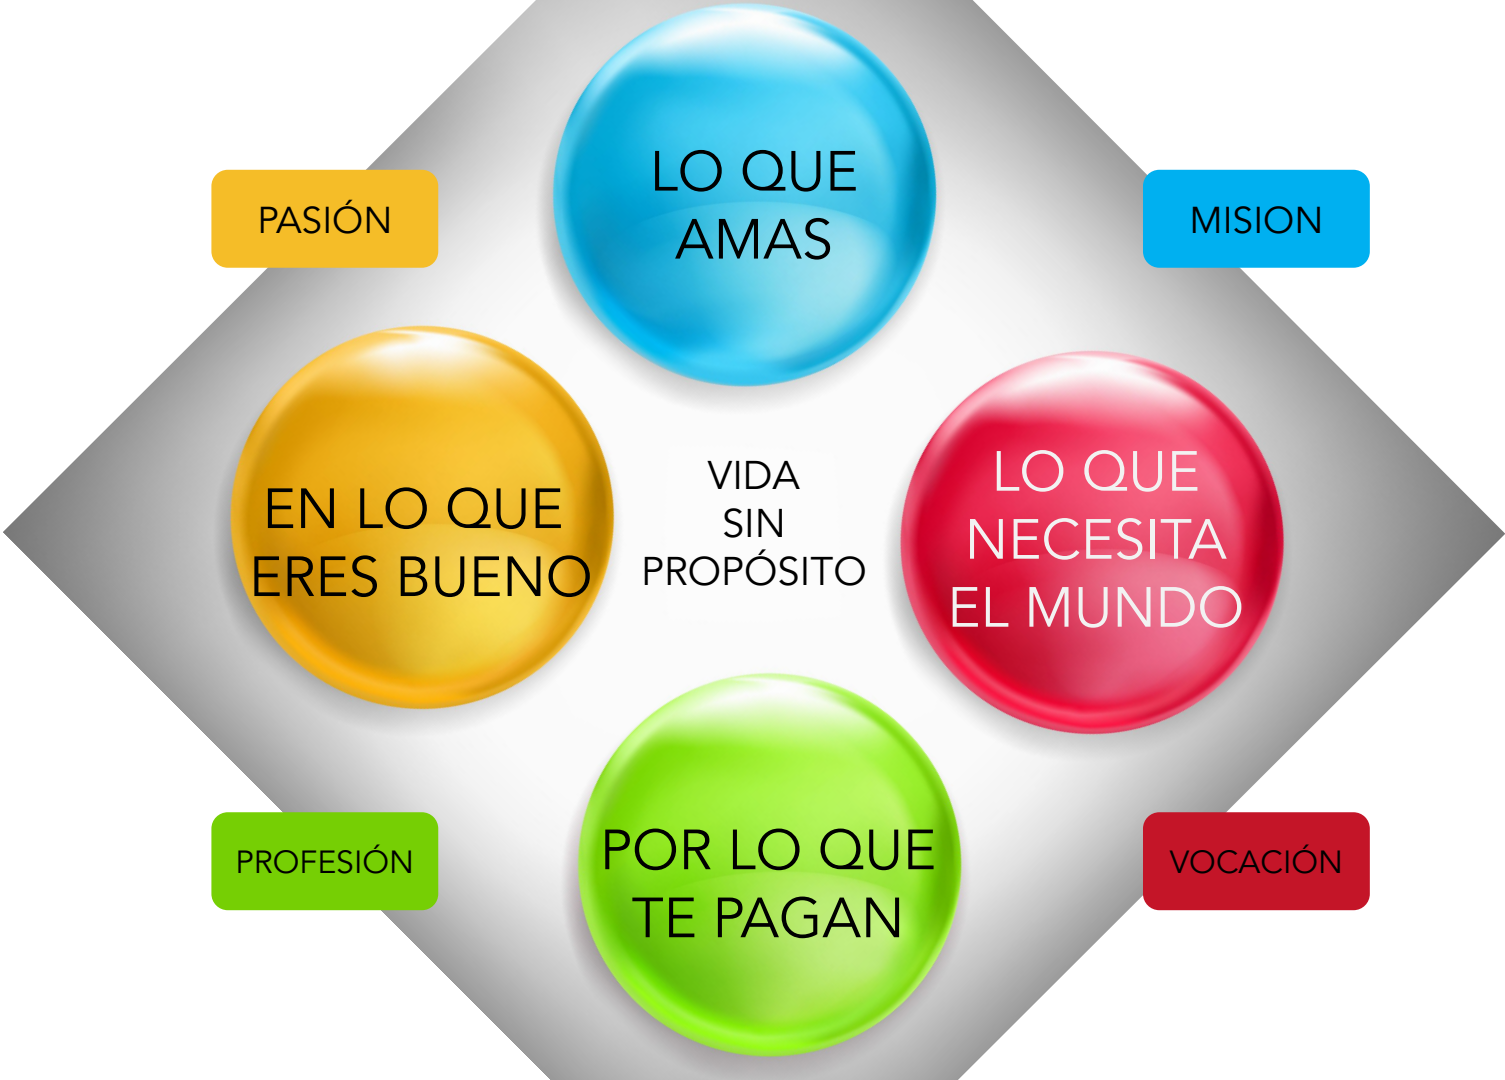 LO QUE
AMAS
PASIÓN
MISION
EN LO QUE
ERES BUENO
VIDA
SIN
PROPÓSITO
LO QUE
NECESITA
EL MUNDO
POR LO QUE
TE PAGAN
PROFESIÓN
VOCACIÓN